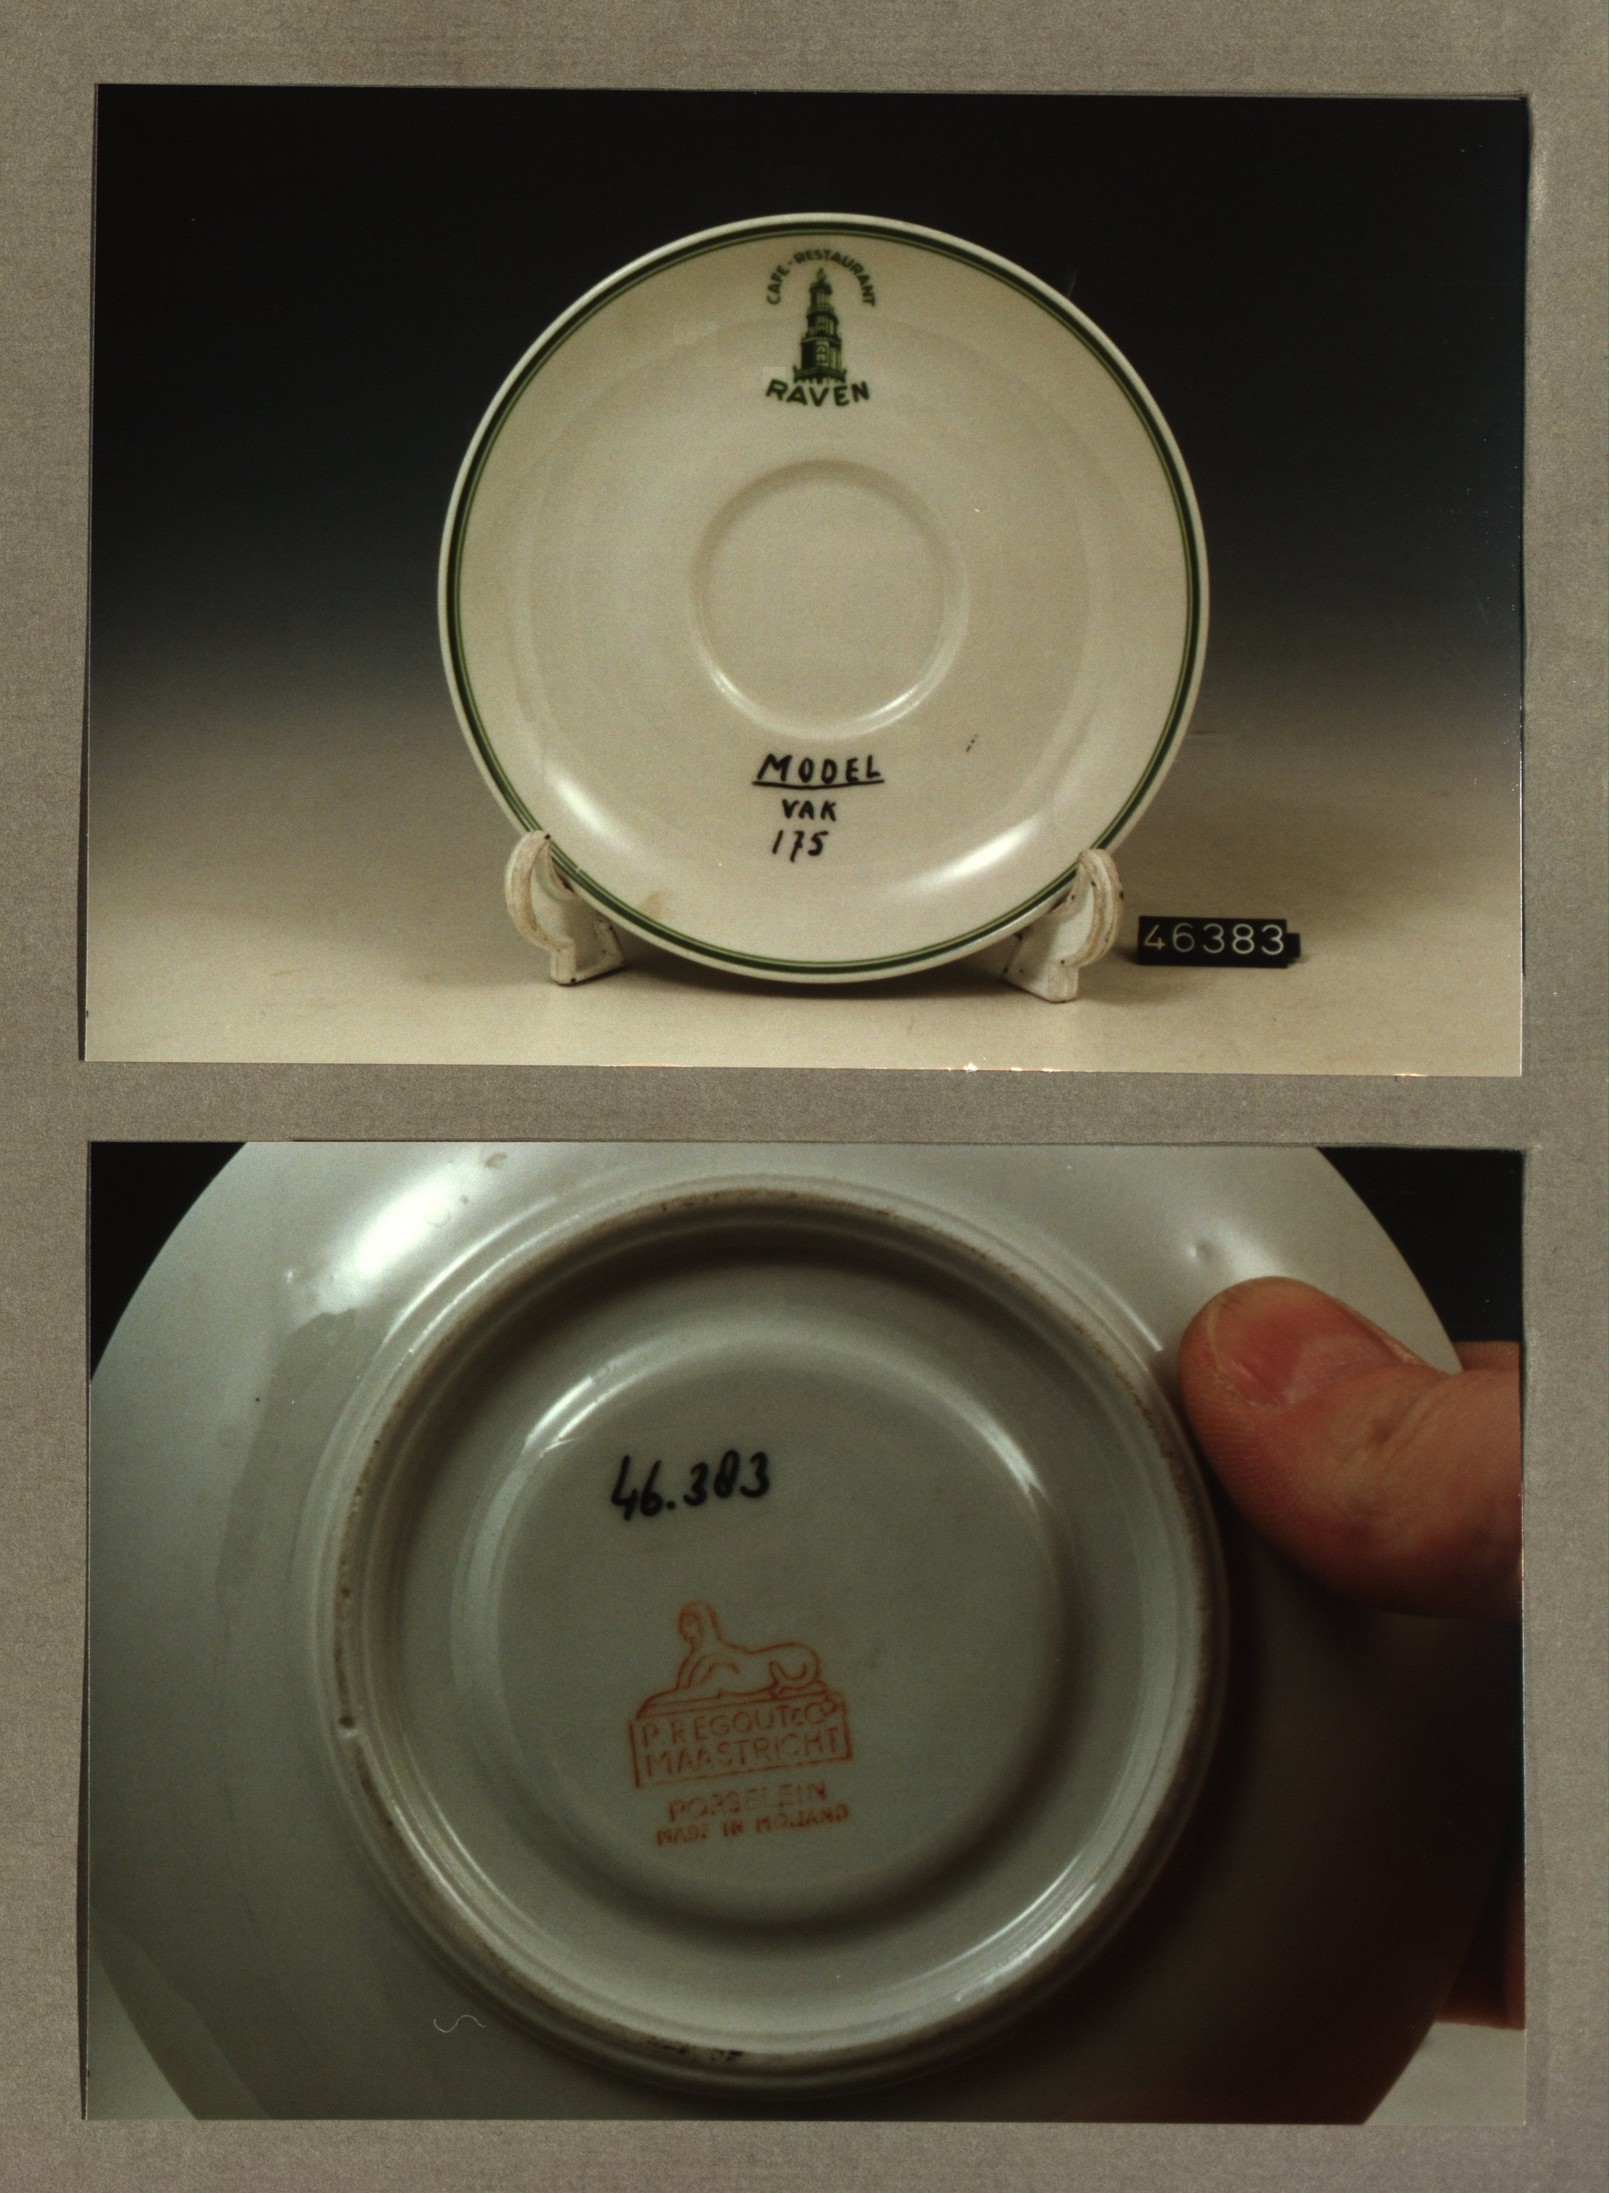 CAFE-RESTAURANT
RAVEN
MODEL
VAK
175
46383
46.383
P. REGOUT & Co
MAASTRICHT
PORSELEIN
MADE IN HOLLAND